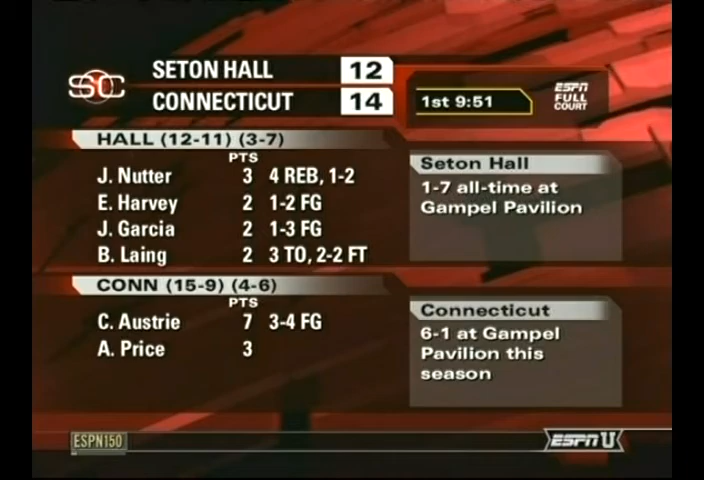 SOC
SETON HALL 12
CONNECTICUT 14
1st 9:51
ESPN
FULL
COURT
HALL (12-11) (3-7)
PTS
J. Nutter 3 4 REB, 1-2
E. Harvey 2 1-2 FG
J. Garcia 2 1-3 FG
B. Laing 2 3 TO, 2-2 FT
Seton Hall
1-7 all-time at
Gampel Pavilion
CONN (15-9) (4-6)
PTS
C. Austrie 7 3-4 FG
A. Price 3
Connecticut
6-1 at Gampel
Pavilion this
season
ESPN150
ESPN U